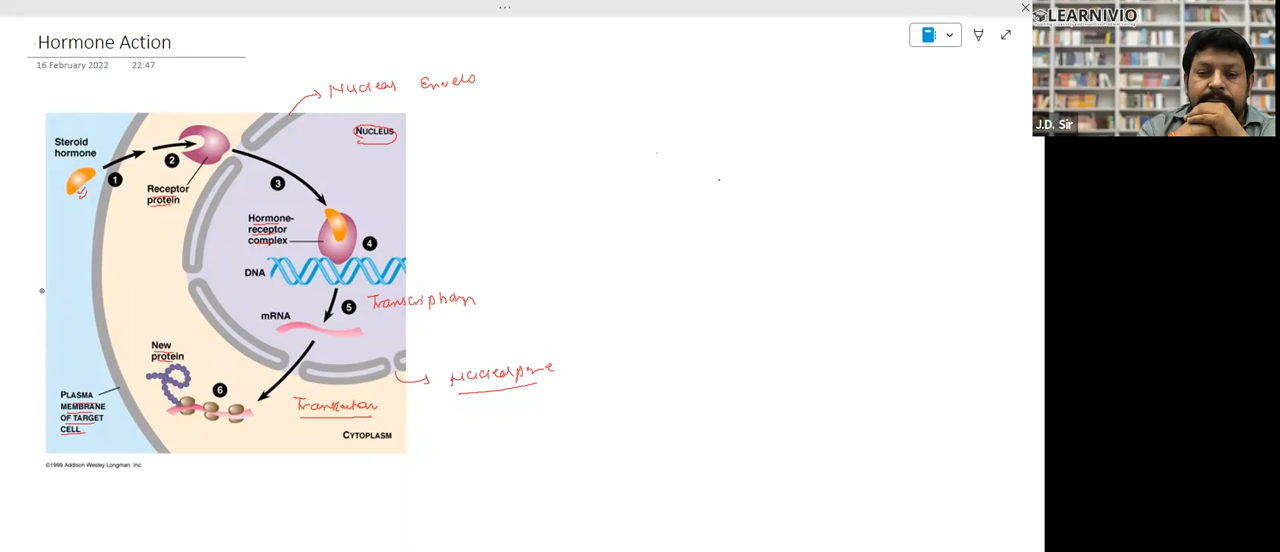 Hormone Action
16 February 2022 22:47
LEARNIVIO
J.D. Sir
Nucleus Envelo
NUCLEUS
Steroid
hormone
1
2
Receptor
protein
3
Hormone-
receptor
complex
4
DNA
5
Transcription
mRNA
New
protein
6
Nucleopore
Translation
PLASMA
MEMBRANE
OF TARGET
CELL
CYTOPLASM
©1999 Addison Wesley Longman, Inc.